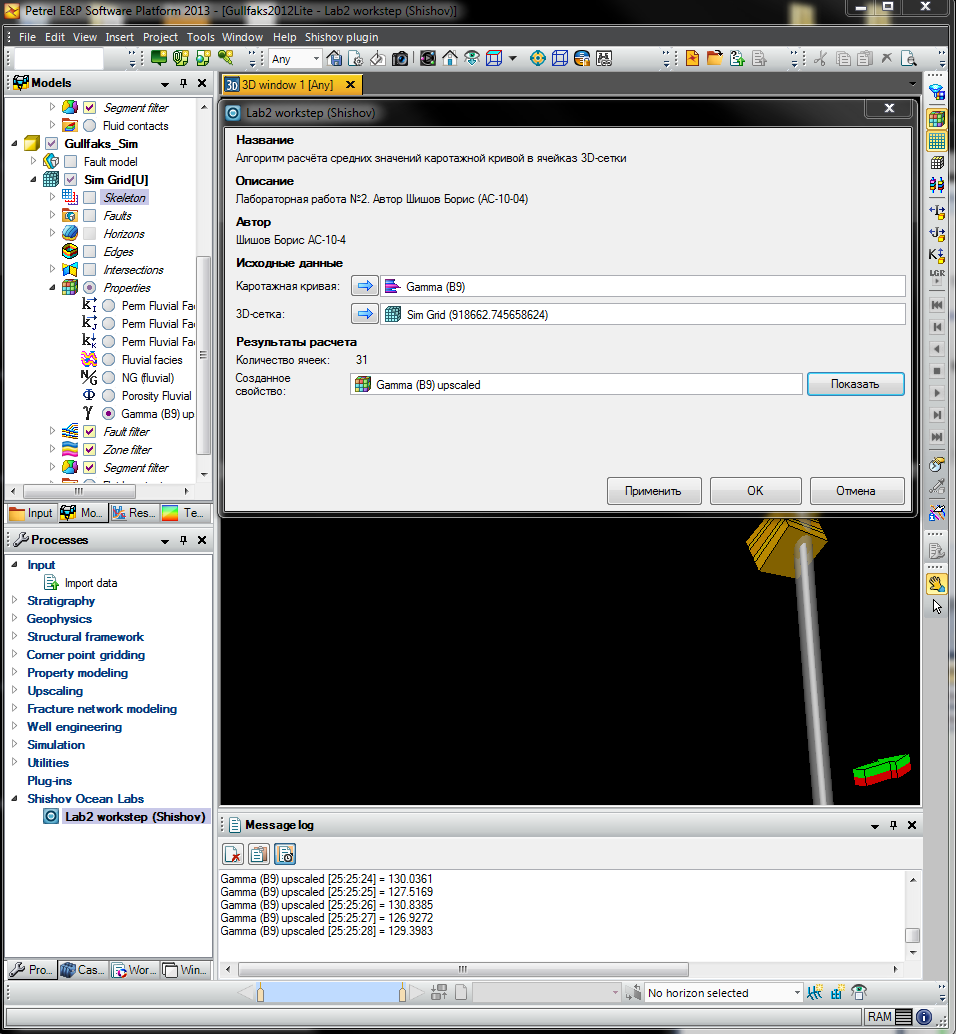 Petrel E&P Software Platform 2013 - [Gullfaks2012Lite - Lab2 workstep (Shishov)]
File Edit View Insert Project Tools Window Help Shishov plugin
Any
Models
Segment filter
Fluid contacts
Gullfaks_Sim
Fault model
Sim Grid[U]
Skeleton
Faults
Horizons
Edges
Intersections
Properties
Perm Fluvial Fa
Perm Fluvial Fa
Perm Fluvial Fa
Fluvial facies
N/G NG (fluvial)
Φ Porosity Fluvial
γ Gamma (B9) up
Fault filter
Zone filter
Segment filter
Input Mo... Res... Te...
3D 3D window 1 [Any]
Lab2 workstep (Shishov)
Название
Алгоритм расчёта средних значений каротажной кривой в ячейказ 3D-сетки
Описание
Лабораторная работа №2. Автор Шишов Борис (АС-10-04)
Автор
Шишов Борис АС-10-4
Исходные данные
Каротажная кривая: Gamma (B9)
3D-сетка: Sim Grid (918662.745658624)
Результаты расчета
Количество ячеек: 31
Созданное
свойство: Gamma (B9) upscaled Показать
Применить OK Отмена
LGR
Processes
Input
Import data
Stratigraphy
Geophysics
Structural framework
Corner point gridding
Property modeling
Upscaling
Fracture network modeling
Well engineering
Simulation
Utilities
Plug-ins
Shishov Ocean Labs
Lab2 workstep (Shishov)
Pro... Cas... Wor... Win...
Message log
Gamma (B9) upscaled [25:25:24] = 130.0361
Gamma (B9) upscaled [25:25:25] = 127.5169
Gamma (B9) upscaled [25:25:26] = 130.8385
Gamma (B9) upscaled [25:25:27] = 126.9272
Gamma (B9) upscaled [25:25:28] = 129.3983
No horizon selected
RAM